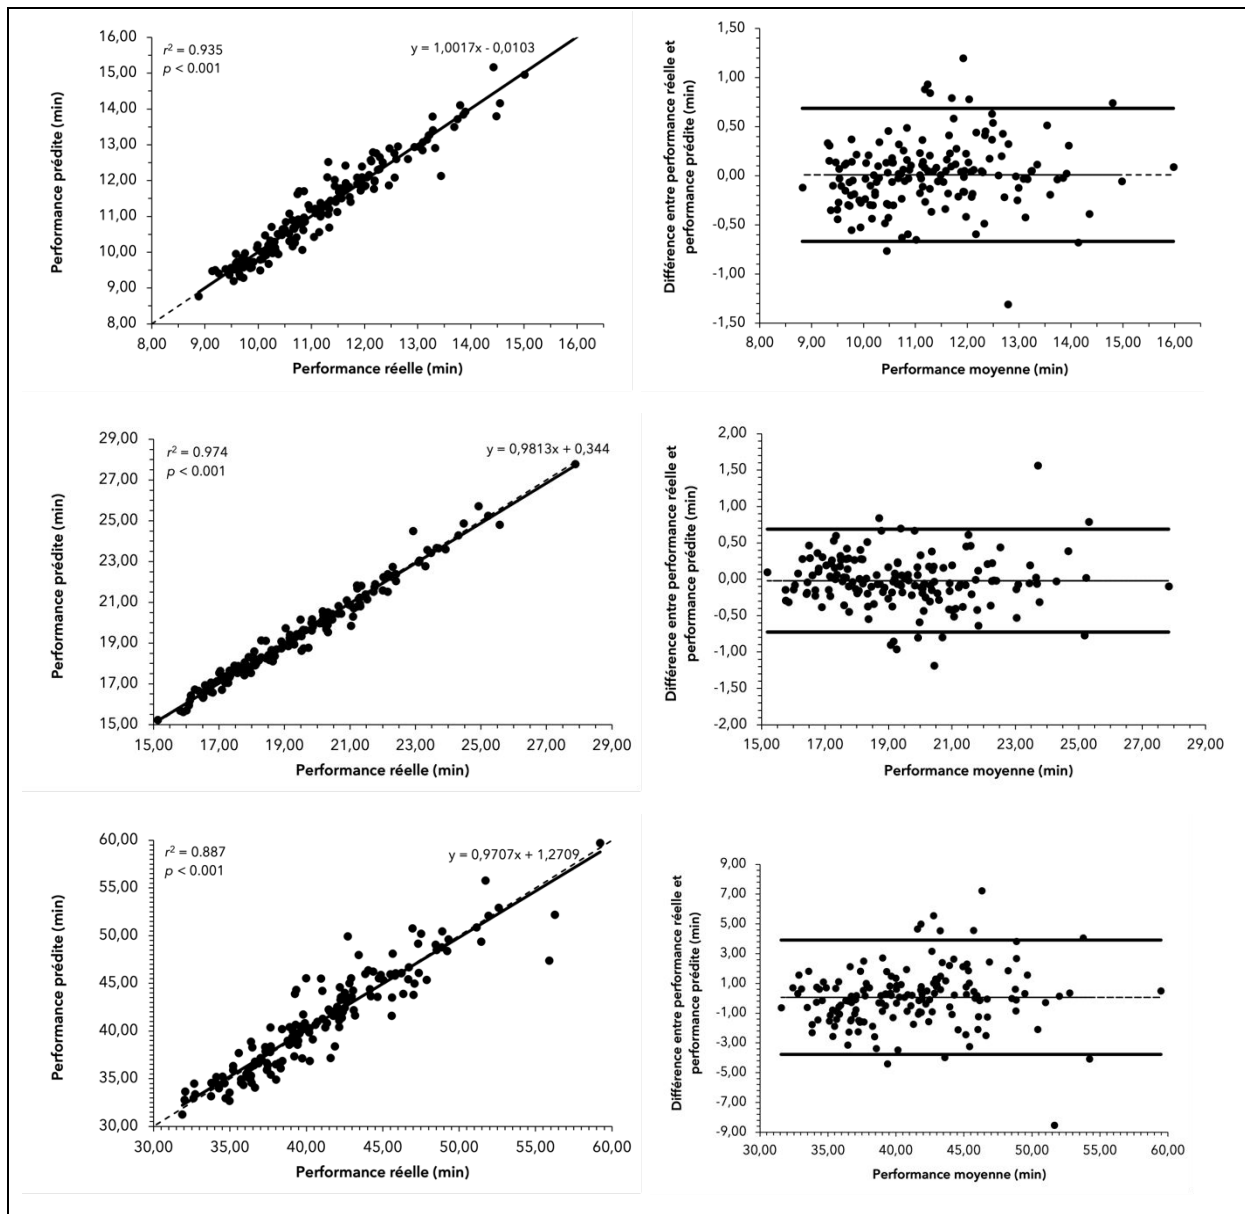 16,00
15,00
14,00
13,00
12,00
11,00
10,00
9,00
8,00
r² = 0.935
p < 0.001
y = 1,0017x - 0,0103
Performance prédite (min)
8,00 9,00 10,00 11,00 12,00 13,00 14,00 15,00 16,00
Performance réelle (min)
1,50
1,00
0,50
0,00
-0,50
-1,00
-1,50
Différence entre performance réelle et
performance prédite (min)
8,00 9,00 10,00 11,00 12,00 13,00 14,00 15,00 16,00
Performance moyenne (min)
29,00
27,00
25,00
23,00
21,00
19,00
17,00
15,00
r² = 0.974
p < 0.001
y = 0,9813x + 0,344
Performance prédite (min)
15,00 17,00 19,00 21,00 23,00 25,00 27,00 29,00
Performance réelle (min)
2,00
1,50
1,00
0,50
0,00
-0,50
-1,00
-1,50
-2,00
Différence entre performance réelle et
performance prédite (min)
15,00 17,00 19,00 21,00 23,00 25,00 27,00 29,00
Performance moyenne (min)
60,00
55,00
50,00
45,00
40,00
35,00
30,00
r² = 0.887
p < 0.001
y = 0,9707x + 1,2709
Performance prédite (min)
30,00 35,00 40,00 45,00 50,00 55,00 60,00
Performance réelle (min)
9,00
7,00
5,00
3,00
1,00
-1,00
-3,00
-5,00
-7,00
-9,00
Différence entre performance réelle et
performance prédite (min)
30,00 35,00 40,00 45,00 50,00 55,00 60,00
Performance moyenne (min)